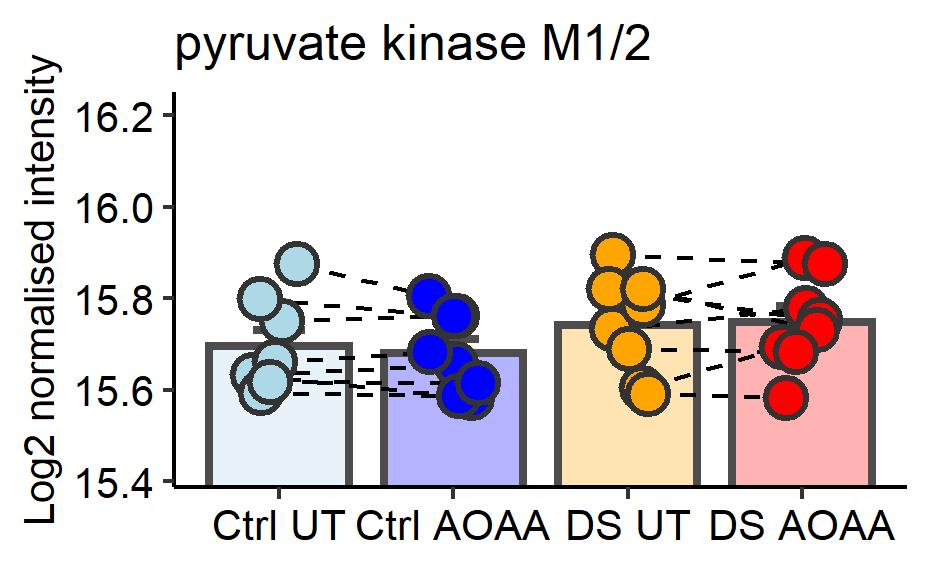 pyruvate kinase M1/2
Log2 normalised intensity
16.2
16.0
15.8
15.6
15.4
Ctrl UT Ctrl AOAA DS UT DS AOAA